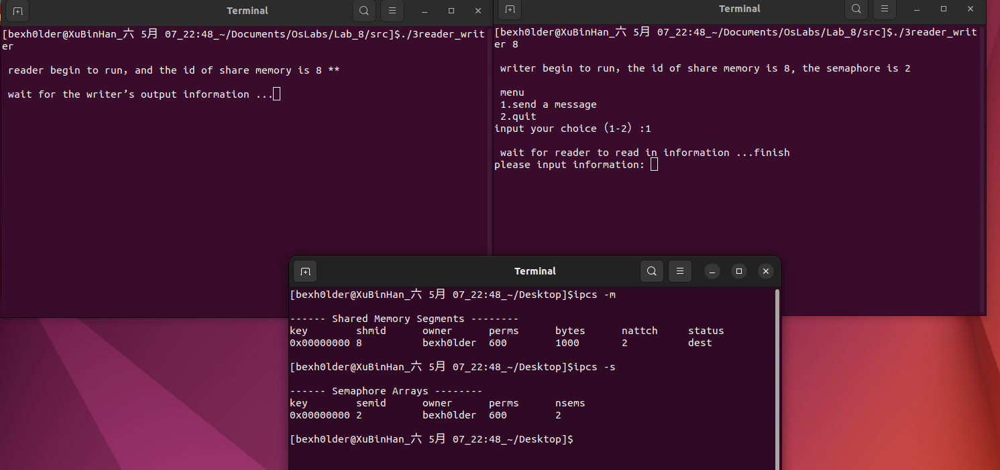 Terminal
[bexh0lder@XuBinHan_六 5月 07_22:48_~/Documents/OsLabs/Lab_8/src]$./3reader_writ
er
reader begin to run, and the id of share memory is 8 **
wait for the writer’s output information ...
Terminal
[bexh0lder@XuBinHan_六 5月 07_22:48_~/Documents/OsLabs/Lab_8/src]$./3reader_writ
er 8
writer begin to run, the id of share memory is 8, the semaphore is 2
menu
1.send a message
2.quit
input your choice（1-2）:1
wait for reader to read in information ...finish
please input information:
Terminal
[bexh0lder@XuBinHan_六 5月 07_22:48_~/Desktop]$ipcs -m
------ Shared Memory Segments --------
key        shmid      owner      perms      bytes      nattch     status
0x00000000 8          bexh0lder  600        1000       2          dest
[bexh0lder@XuBinHan_六 5月 07_22:48_~/Desktop]$ipcs -s
------ Semaphore Arrays --------
key        semid      owner      perms      nsems
0x00000000 2          bexh0lder  600        2
[bexh0lder@XuBinHan_六 5月 07_22:48_~/Desktop]$